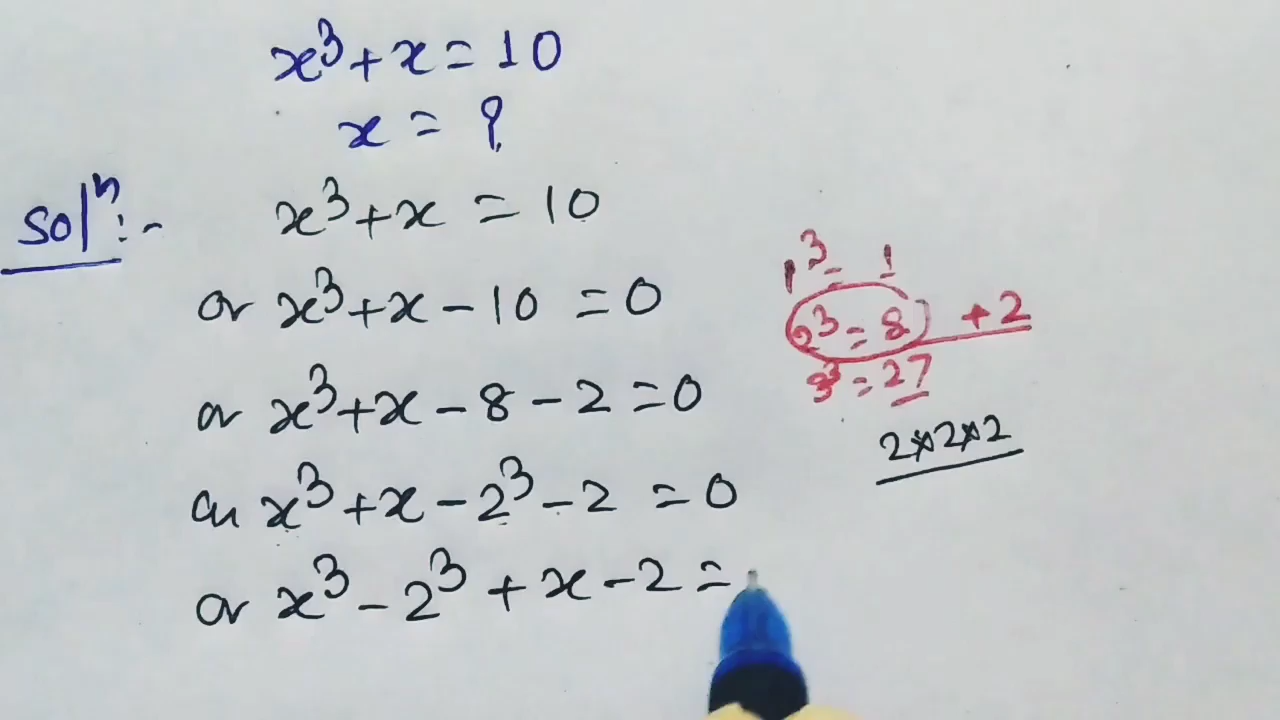 x³+x=10
x = ?
Solⁿ:- x³+x = 10
or x³+x-10 =0
or x³+x-8-2=0
or x³+x-2³-2 =0
or x³-2³+x-2=
1³= 1
2³=8 +2
3³=27
2×2×2